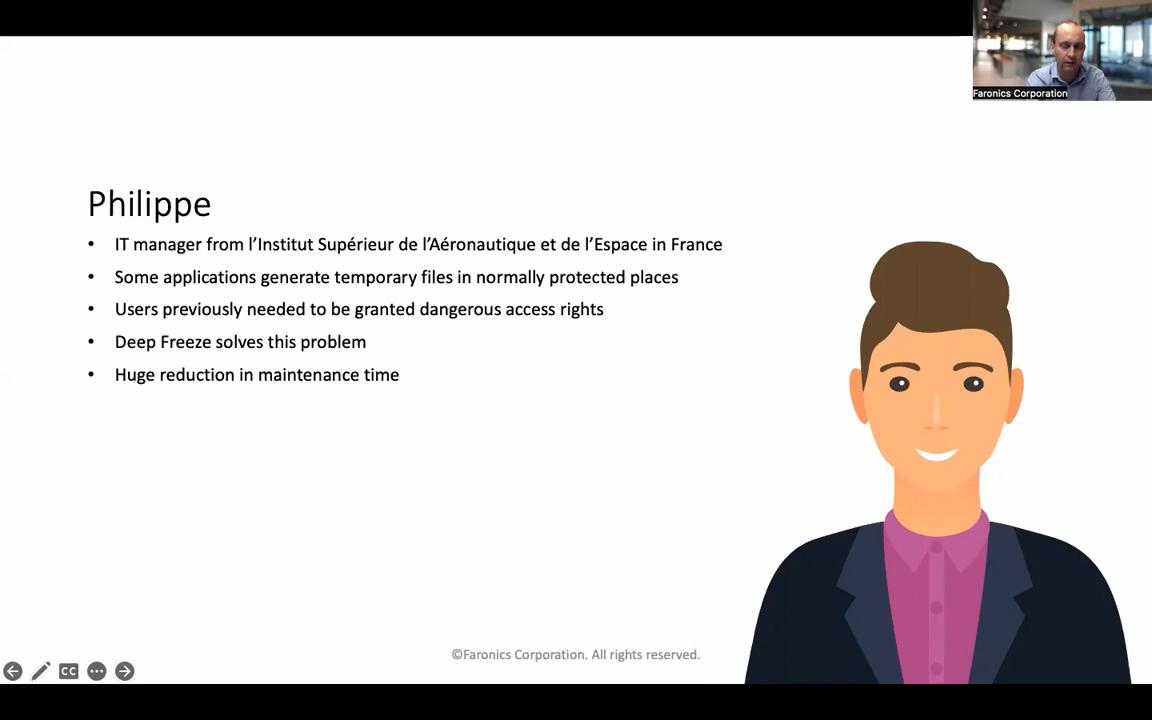 Faronics Corporation
Philippe
• IT manager from l’Institut Supérieur de l’Aéronautique et de l’Espace in France
• Some applications generate temporary files in normally protected places
• Users previously needed to be granted dangerous access rights
• Deep Freeze solves this problem
• Huge reduction in maintenance time
©Faronics Corporation. All rights reserved.
CC